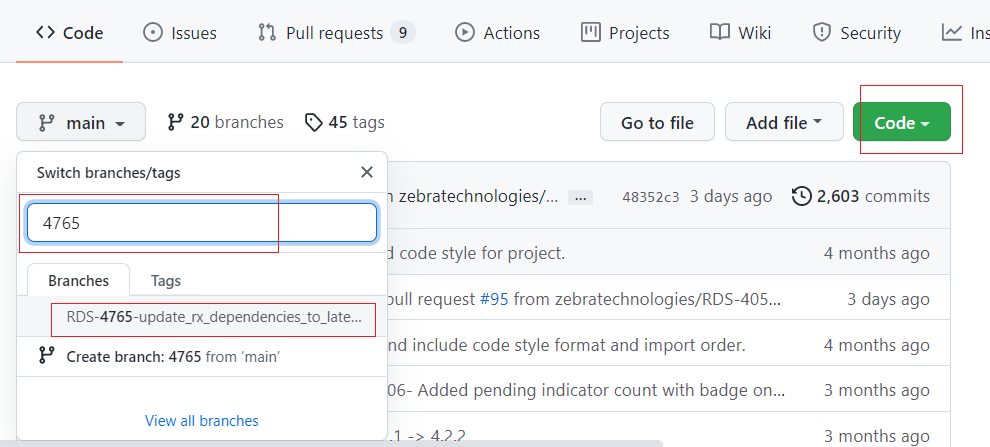 Code Issues Pull requests 9 Actions Projects Wiki Security Ins
main 20 branches 45 tags Go to file Add file Code
Switch branches/tags
zebratechnologies/... ... 48352c3 3 days ago 2,603 commits
4765
d code style for project. 4 months ago
Branches Tags
pull request #95 from zebratechnologies/RDS-405... 3 days ago
RDS-4765-update_rx_dependencies_to_late...
nd include code style format and import order. 4 months ago
Create branch: 4765 from ‘main’
06- Added pending indicator count with badge on... 3 months ago
View all branches
.1 -> 4.2.2 3 months ago